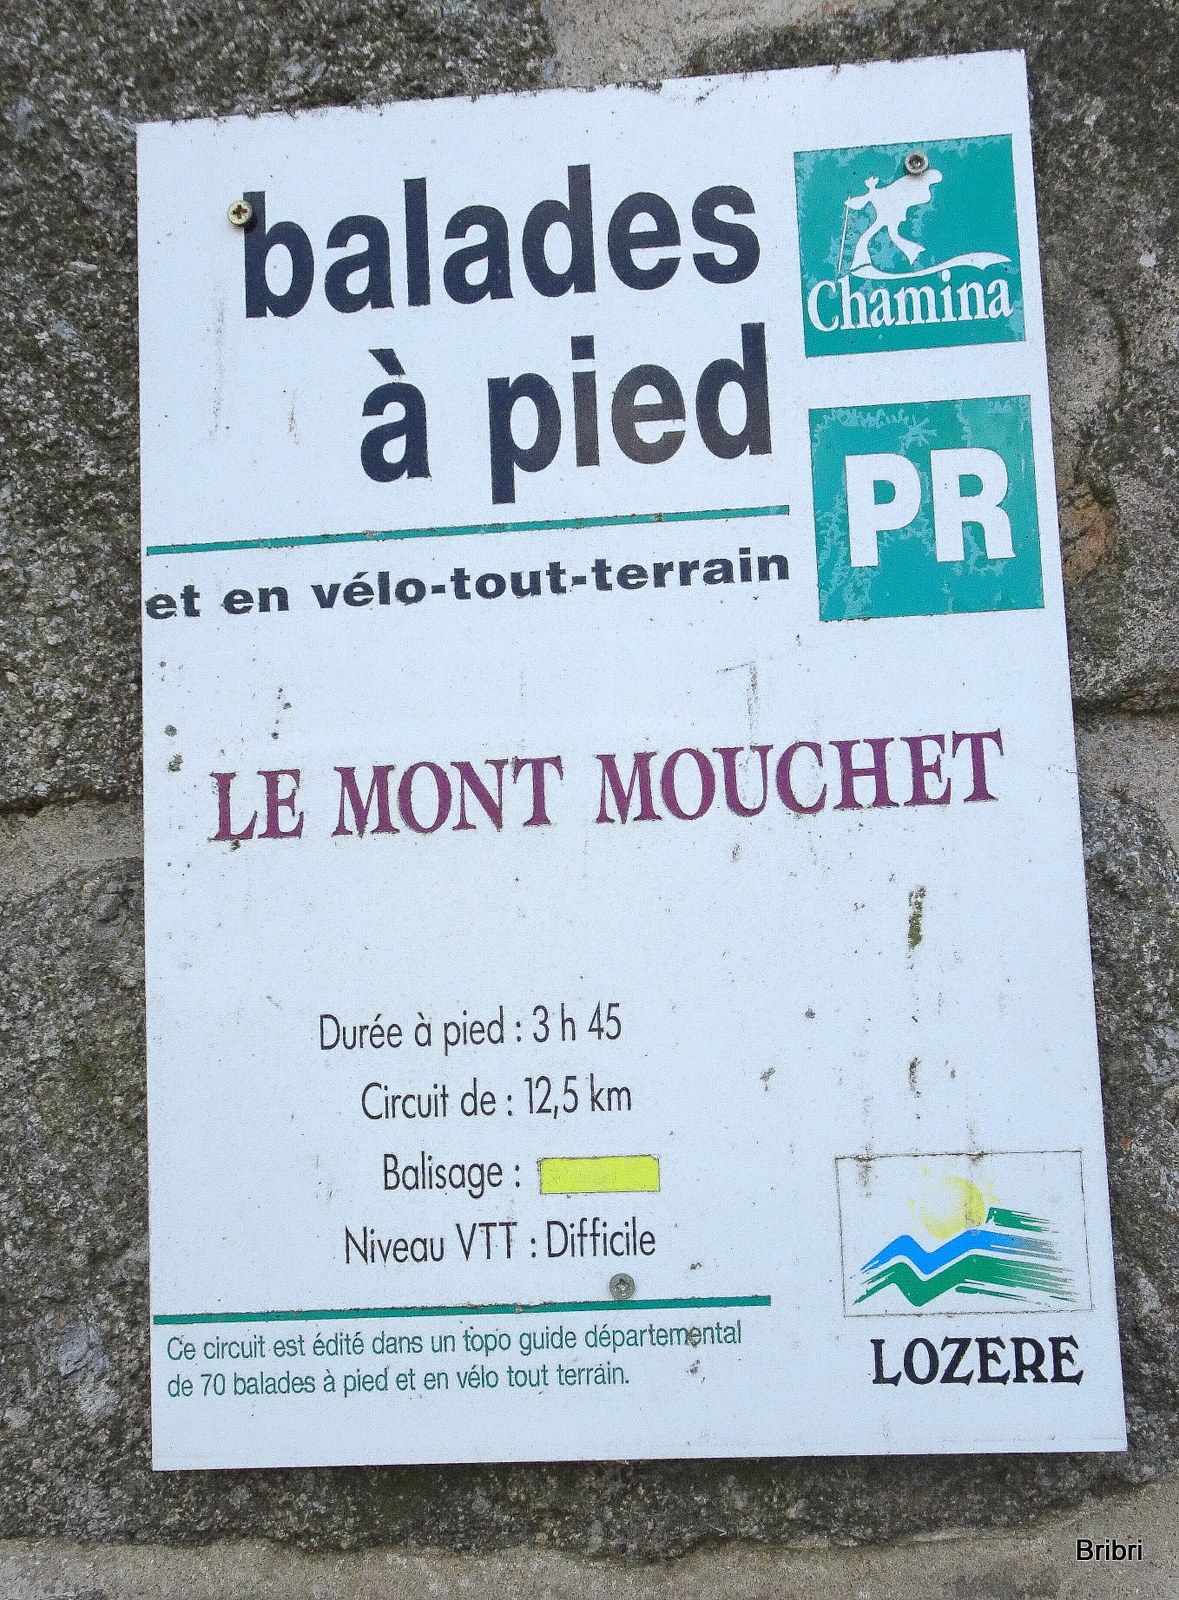 balades
à pied
Chamina
PR
et en vélo-tout-terrain
LE MONT MOUCHET
Durée à pied : 3 h 45
Circuit de : 12,5 km
Balisage :
Niveau VTT : Difficile
Ce circuit est édité dans un topo guide départemental
de 70 balades à pied et en vélo tout terrain.
LOZERE
Bribri